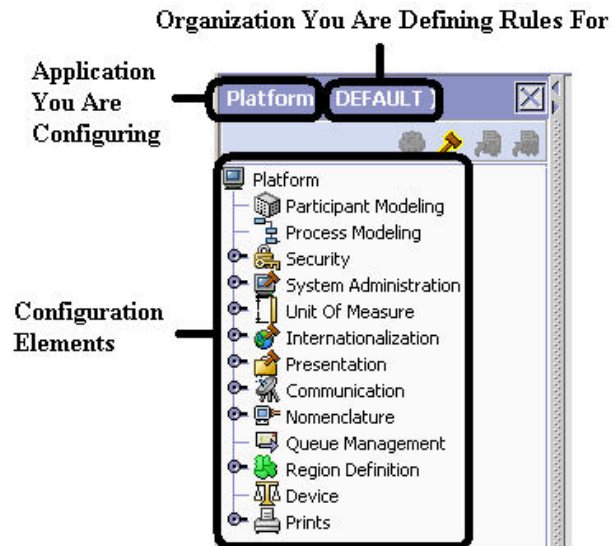 Organization You Are Defining Rules For
Application
You Are
Configuring
Platform DEFAULT )
Configuration
Elements
Platform
Participant Modeling
Process Modeling
Security
System Administration
Unit Of Measure
Internationalization
Presentation
Communication
Nomenclature
Queue Management
Region Definition
Device
Prints